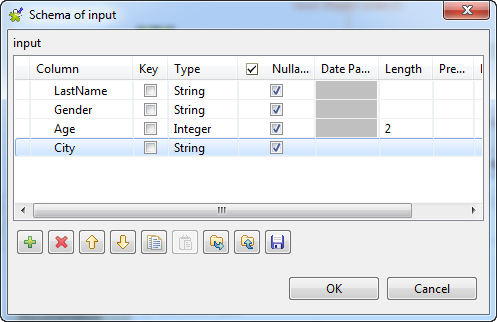 Schema of input
input
Column Key Type Nulla... Date Pa... Length Pre...
LastName String
Gender String
Age Integer 2
City String
OK Cancel